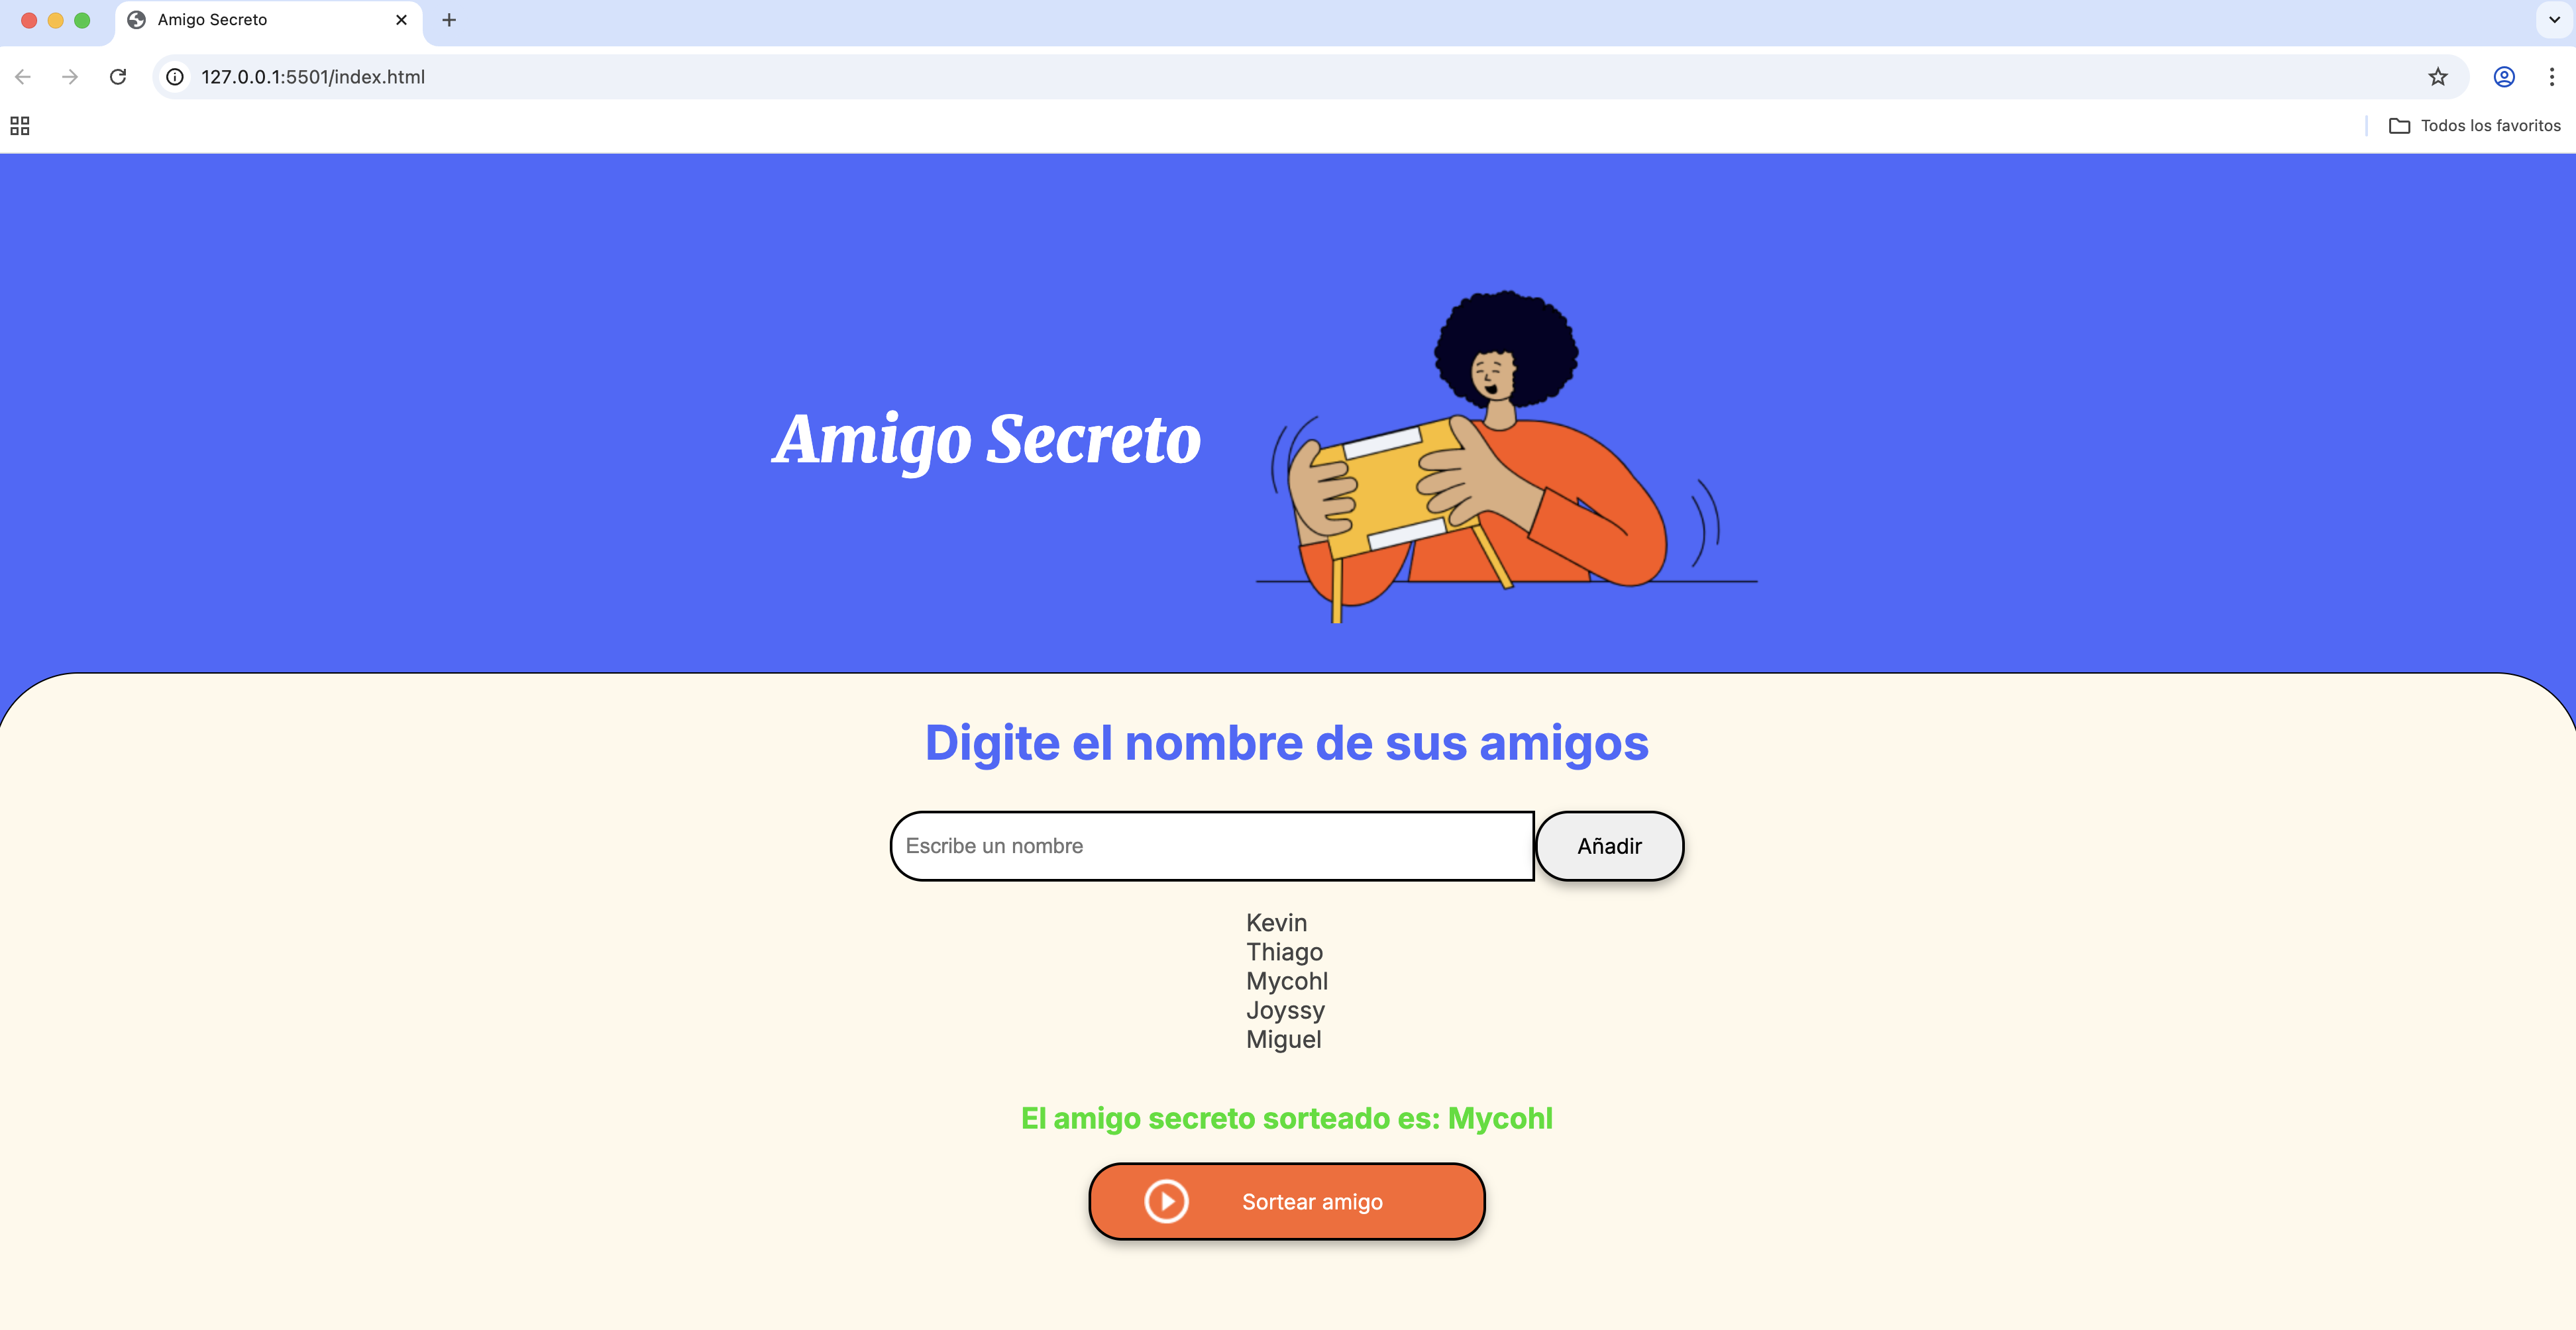 Amigo Secreto
127.0.0.1:5501/index.html
Todos los favoritos
Amigo Secreto
Digite el nombre de sus amigos
Escribe un nombre
Añadir
Kevin
Thiago
Mycohl
Joyssy
Miguel
El amigo secreto sorteado es: Mycohl
Sortear amigo